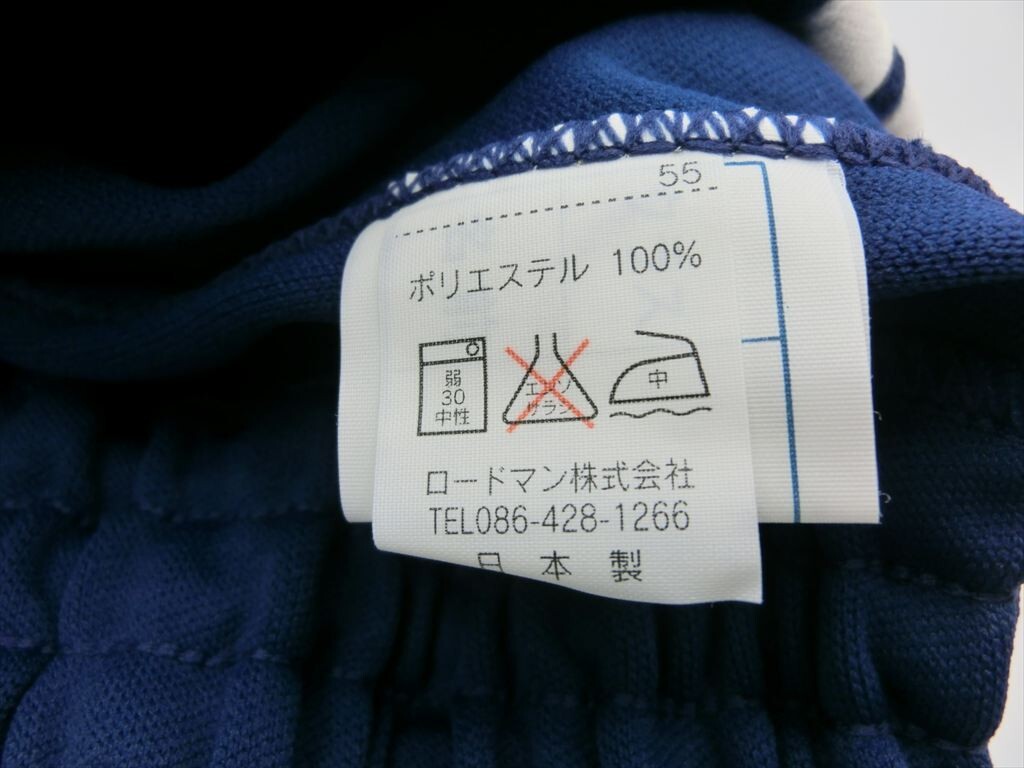 55
ポリエステル 100%
弱
30
中性
エンソ
サラシ
中
ロードマン株式会社
TEL086-428-1266
日本製